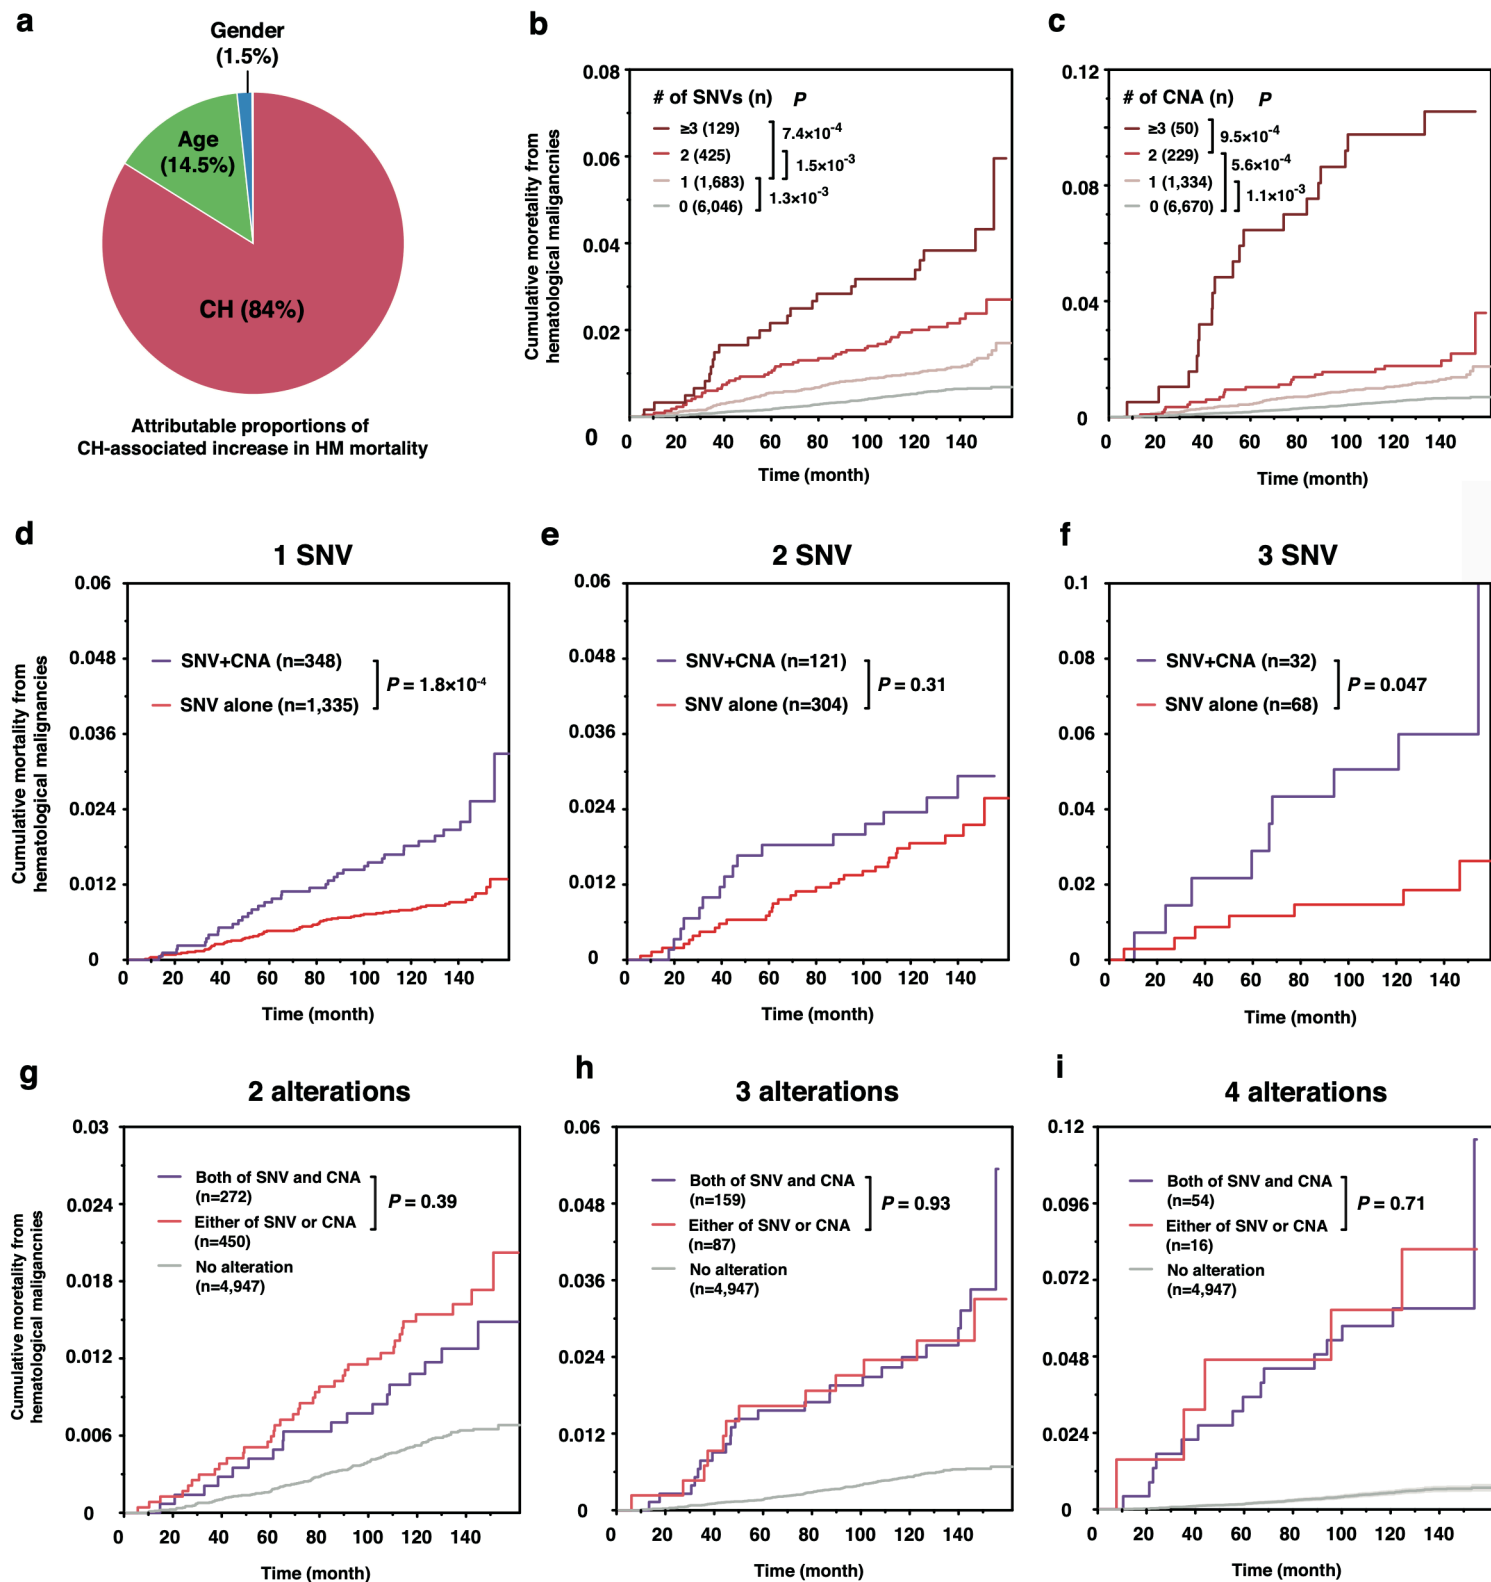 a
Gender
(1.5%)
Age
(14.5%)
CH (84%)
Attributable proportions of
CH-associated increase in HM mortality
b
Cumulative moretality from
hematological maligancnies
0.08
0.06
0.04
0.02
0
# of SNVs (n) P
≥3 (129)
2 (425)
1 (1,683)
0 (6,046)
7.4×10-4
1.5×10-3
1.3×10-3
0 20 40 60 80 100 120 140
Time (month)
c
0.12
0.08
0.04
0
# of CNA (n) P
≥3 (50)
2 (229)
1 (1,334)
0 (6,670)
9.5×10-4
5.6×10-4
1.1×10-3
0 20 40 60 80 100 120 140
Time (month)
d
1 SNV
Cumulative mortality from
hematological malignancies
0.06
0.048
0.036
0.024
0.012
0
SNV+CNA (n=348)
SNV alone (n=1,335)
P = 1.8×10-4
0 20 40 60 80 100 120 140
Time (month)
e
2 SNV
0.06
0.048
0.036
0.024
0.012
0
SNV+CNA (n=121)
SNV alone (n=304)
P = 0.31
0 20 40 60 80 100 120 140
Time (month)
f
3 SNV
0.1
0.08
0.06
0.04
0.02
0
SNV+CNA (n=32)
SNV alone (n=68)
P = 0.047
0 20 40 60 80 100 120 140
Time (month)
g
2 alterations
Cumulative moretality from
hematological maligancnies
0.03
0.024
0.018
0.012
0.006
0
Both of SNV and CNA
(n=272)
Either of SNV or CNA
(n=450)
No alteration
(n=4,947)
P = 0.39
0 20 40 60 80 100 120 140
Time (month)
h
3 alterations
0.06
0.048
0.036
0.024
0.012
0
Both of SNV and CNA
(n=159)
Either of SNV or CNA
(n=87)
No alteration
(n=4,947)
P = 0.93
0 20 40 60 80 100 120 140
Time (month)
i
4 alterations
0.12
0.096
0.072
0.048
0.024
0
Both of SNV and CNA
(n=54)
Either of SNV or CNA
(n=16)
No alteration
(n=4,947)
P = 0.71
0 20 40 60 80 100 120 140
Time (month)